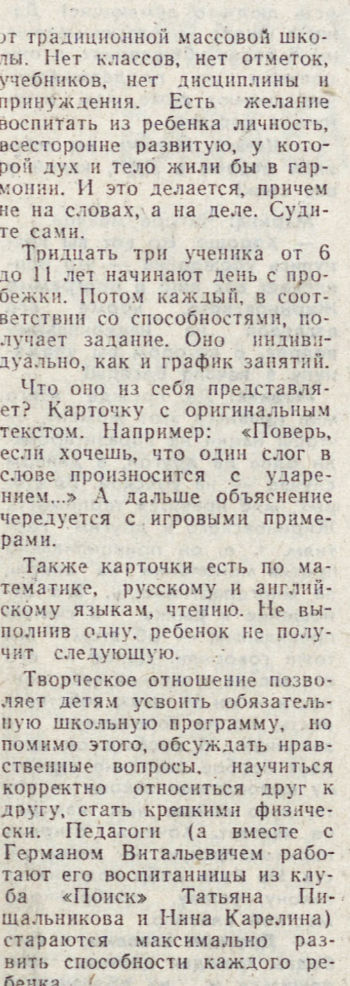 от традиционной массовой шко-
лы. Нет классов, нет отметок,
учебников, нет дисциплины и
принуждения. Есть желание
воспитать из ребенка личность,
всесторонне развитую, у кото-
рой дух и тело жили бы в гар-
монии. И это делается, причем
не на словах, а на деле. Суди-
те сами.
Тридцать три ученика от 6
до 11 лет начинают день с про-
бежки. Потом каждый, в соот-
ветствии со способностями, по-
лучает задание. Оно индиви-
дуально, как и график занятий.
Что оно из себя представля-
ет? Карточку с оригинальным
текстом. Например: «Поверь,
если хочешь, что один слог в
слове произносится с ударе-
нием...» А дальше объяснение
чередуется с игровыми приме-
рами.
Также карточки есть по ма-
тематике, русскому и англий-
скому языкам, чтению. Не вы-
полнив одну, ребенок не полу-
чит следующую.
Творческое отношение позво-
ляет детям усвоить обязатель-
ную школьную программу, но
помимо этого, обсуждать нрав-
ственные вопросы, научиться
корректно относиться друг к
другу, стать крепкими физиче-
ски. Педагоги (а вместе с
Германом Витальевичем рабо-
тают его воспитанницы из клу-
ба «Поиск» Татьяна Пи-
щальникова и Нина Карелина)
стараются максимально раз-
вить способности каждого ре-
бенка.